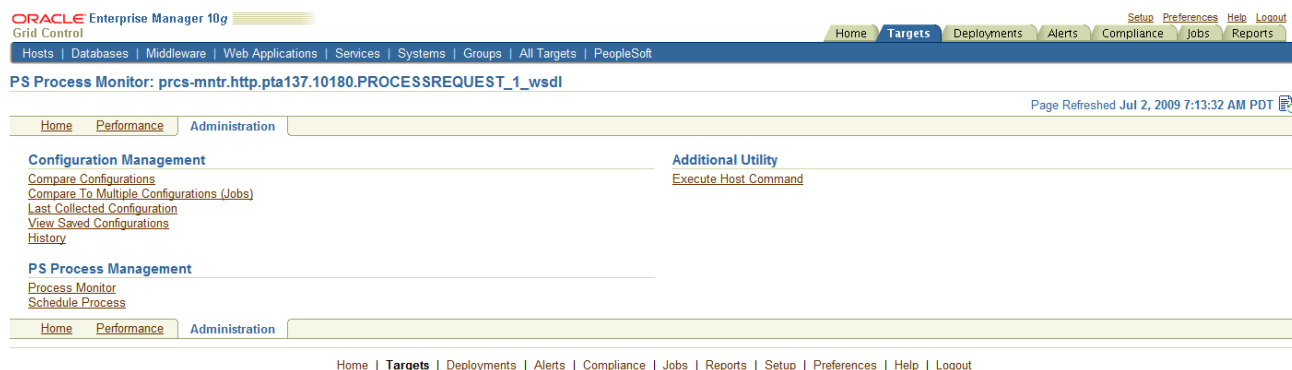 ORACLE Enterprise Manager 10g
Grid Control
Setup Preferences Help Logout
Home Targets Deployments Alerts Compliance Jobs Reports
Hosts | Databases | Middleware | Web Applications | Services | Systems | Groups | All Targets | PeopleSoft
PS Process Monitor: prcs-mntr.http.pta137.10180.PROCESSREQUEST_1_wsdl
Page Refreshed Jul 2, 2009 7:13:32 AM PDT
Home Performance Administration
Configuration Management
Compare Configurations
Compare To Multiple Configurations (Jobs)
Last Collected Configuration
View Saved Configurations
History
Additional Utility
Execute Host Command
PS Process Management
Process Monitor
Schedule Process
Home Performance Administration
Home | Targets | Deployments | Alerts | Compliance | Jobs | Reports | Setup | Preferences | Help | Logout